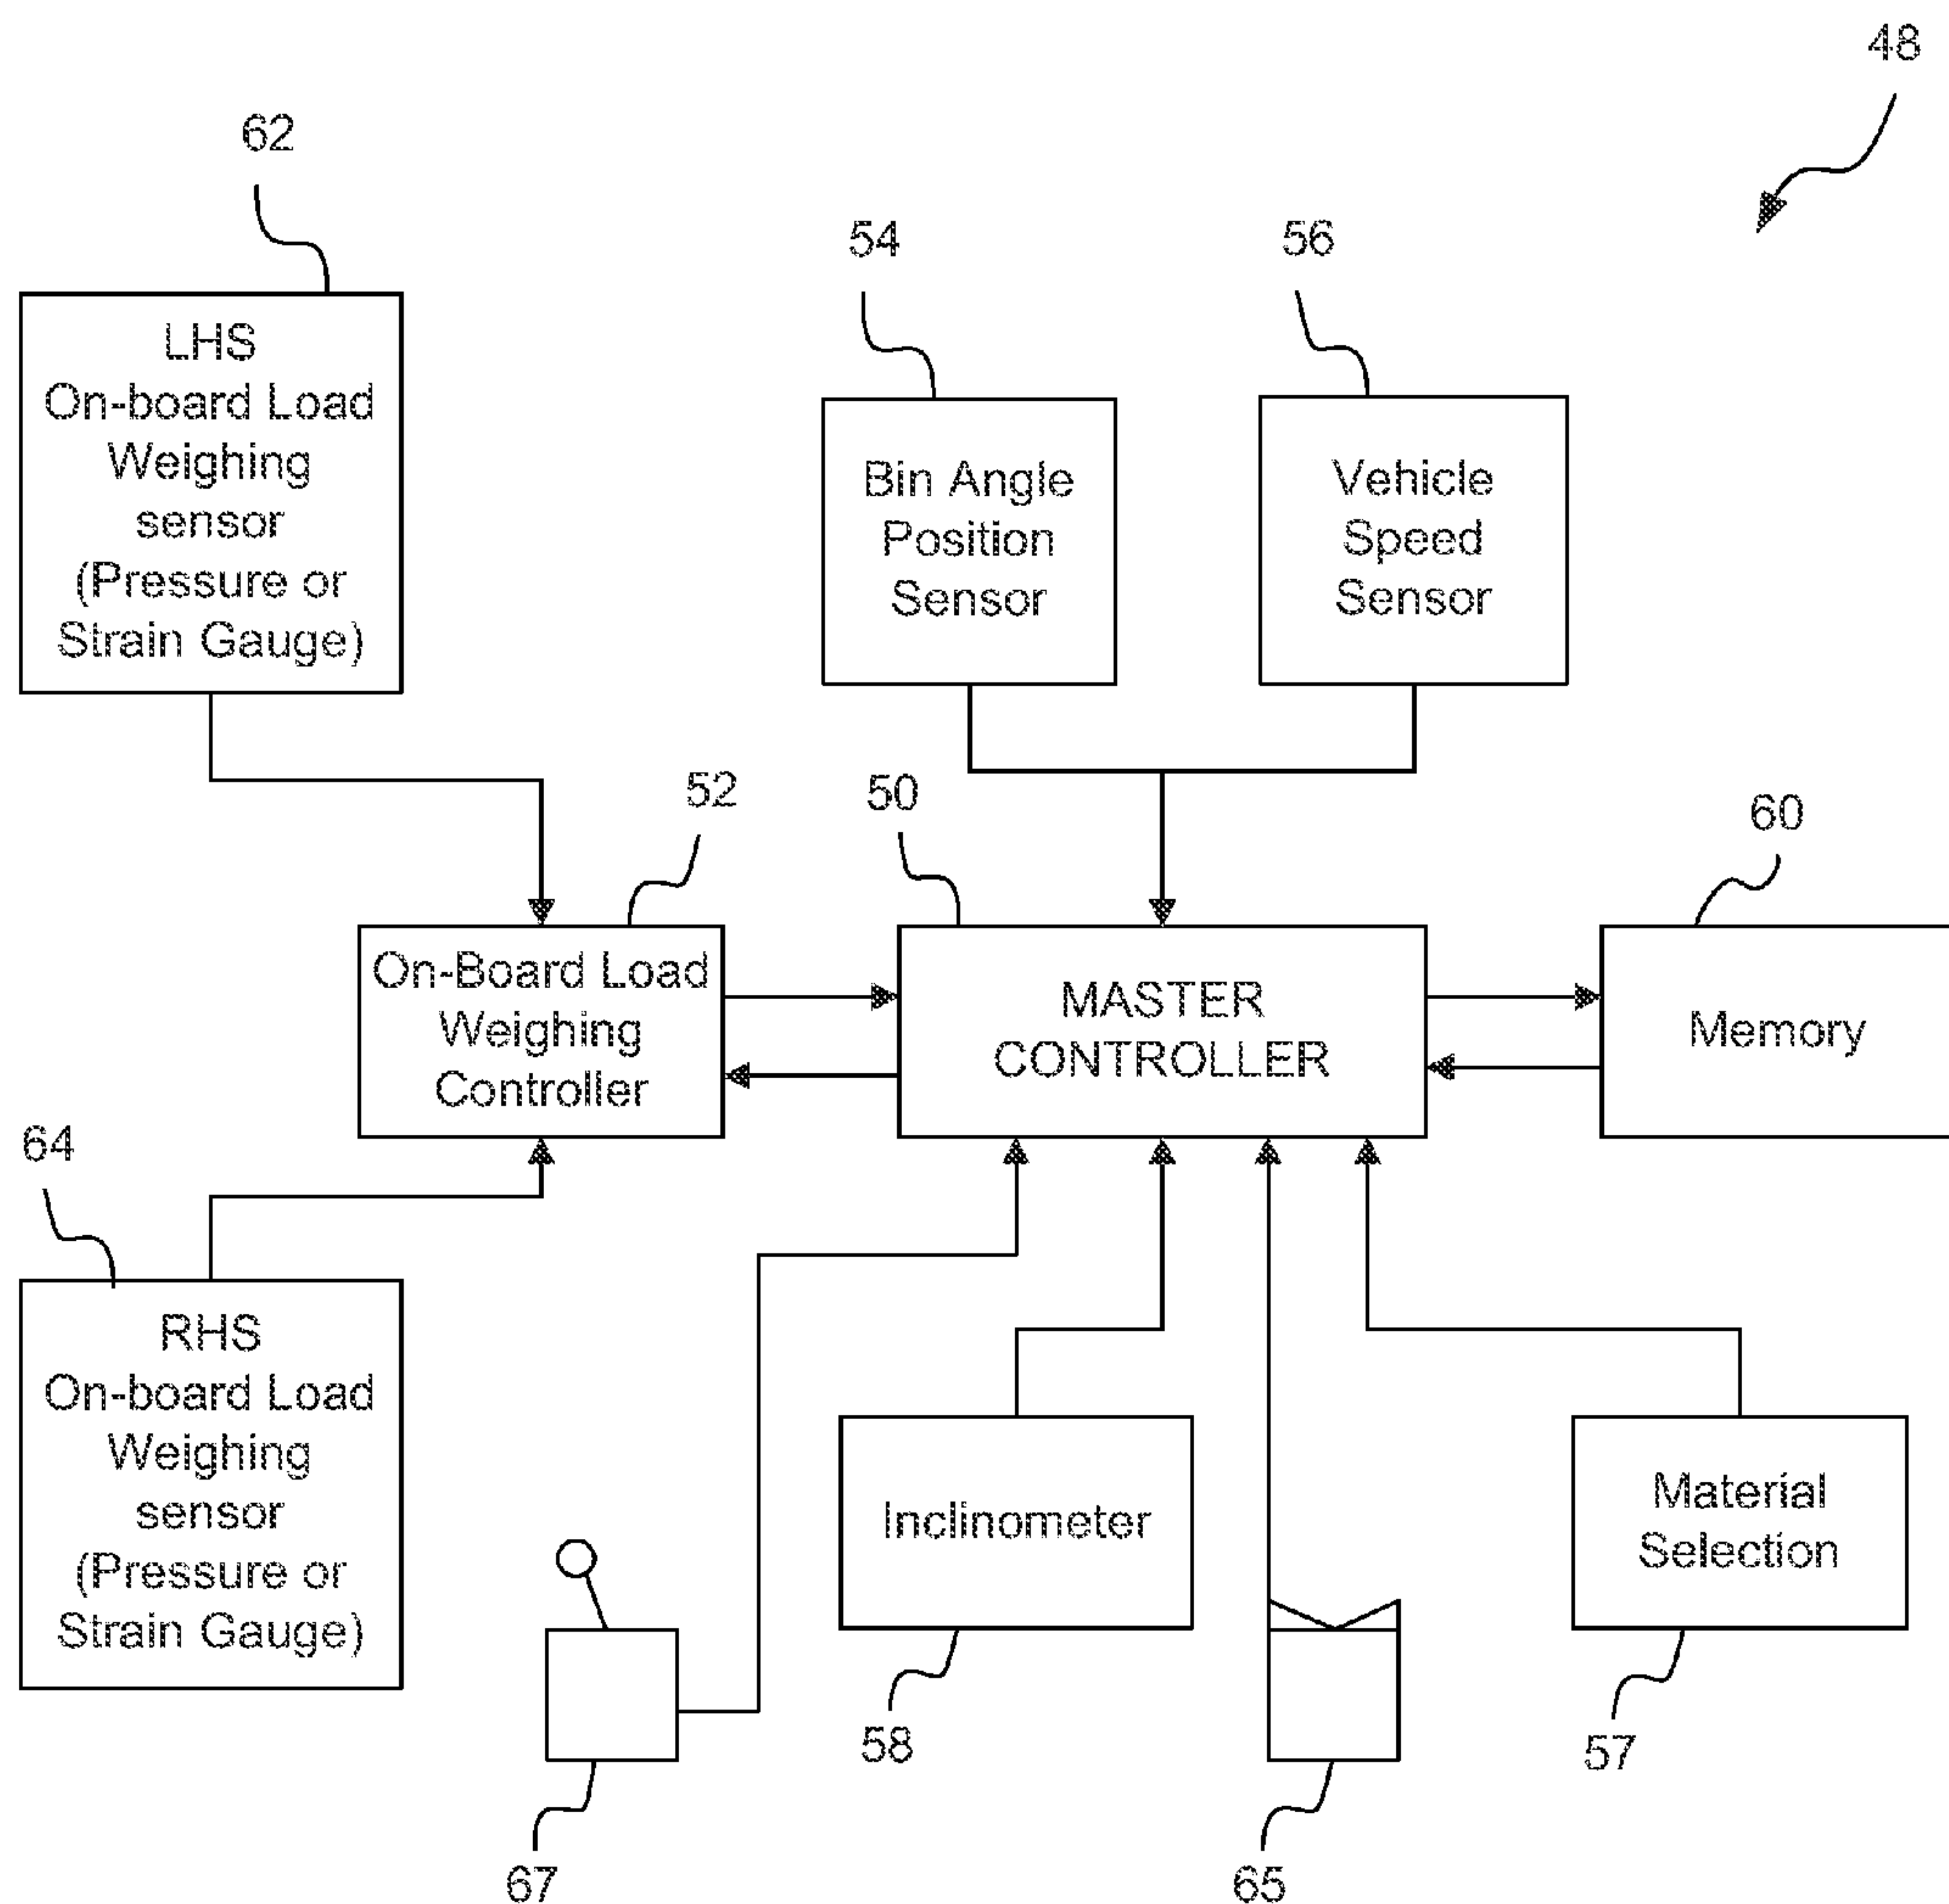 48
62
54
56
LHS
On-board Load
Weighing
sensor
(Pressure or
Strain Gauge)
Bin Angle
Position
Sensor
Vehicle
Speed
Sensor
52
50
60
On-Board Load
Weighing
Controller
MASTER
CONTROLLER
Memory
64
RHS
On-board Load
Weighing
sensor
(Pressure or
Strain Gauge)
Inclinometer
Material
Selection
58
57
67
65